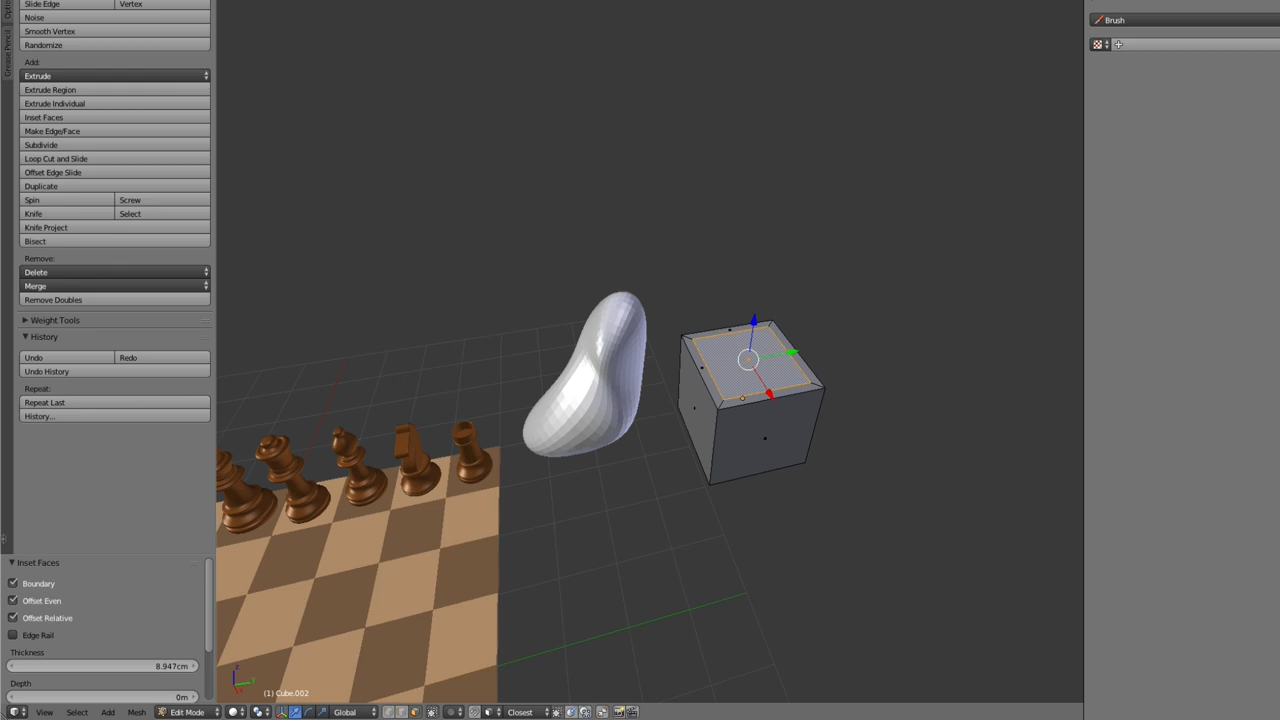 Optio
Grease Pencil
Slide Edge Vertex
Noise
Smooth Vertex
Randomize
Add:
Extrude
Extrude Region
Extrude Individual
Inset Faces
Make Edge/Face
Subdivide
Loop Cut and Slide
Offset Edge Slide
Duplicate
Spin Screw
Knife Select
Knife Project
Bisect
Remove:
Delete
Merge
Remove Doubles
Weight Tools
History
Undo Redo
Undo History
Repeat:
Repeat Last
History...
Inset Faces
Boundary
Offset Even
Offset Relative
Edge Rail
Thickness
8.947cm
Depth
0m
(1) Cube.002
View Select Add Mesh Edit Mode Global Closest
Brush